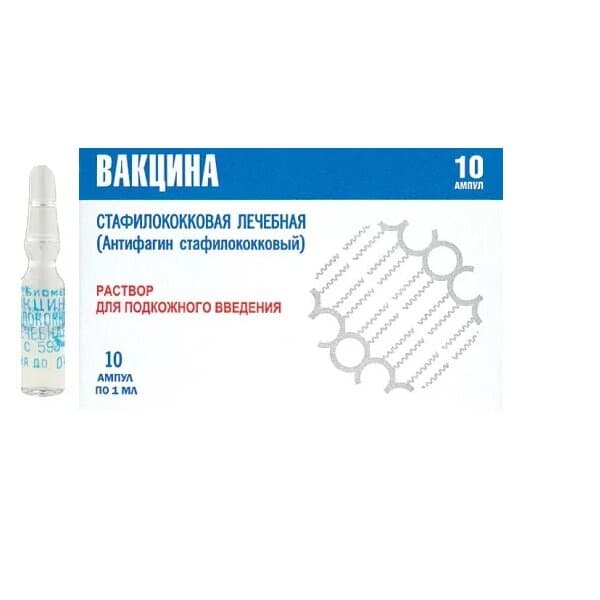 ВАКЦИНА
10
АМПУЛ
СТАФИЛОКОККОВАЯ ЛЕЧЕБНАЯ
(Антифагин стафилококковый)
РАСТВОР
ДЛЯ ПОДКОЖНОГО ВВЕДЕНИЯ
10
АМПУЛ
ПО 1 МЛ